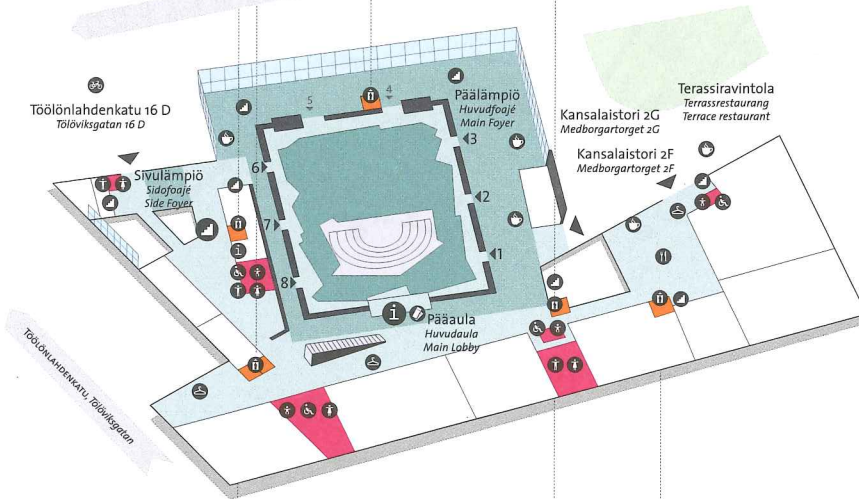 Töölönlahdenkatu 16 D
Tölöviksgatan 16 D
5
4
Päälämpiö
Huvudfoajé
Main Foyer
Kansalaistori 2G
Medborgartorget 2G
Kansalaistori 2F
Medborgartorget 2F
Terassiravintola
Terrassrestaurang
Terrace restaurant
Sivulämpiö
Sidofoajé
Side Foyer
6
3
7
2
8
1
i
i
Pääaula
Huvudaula
Main Lobby
TÖÖLÖNLAHDENKATU, Tölöviksgatan